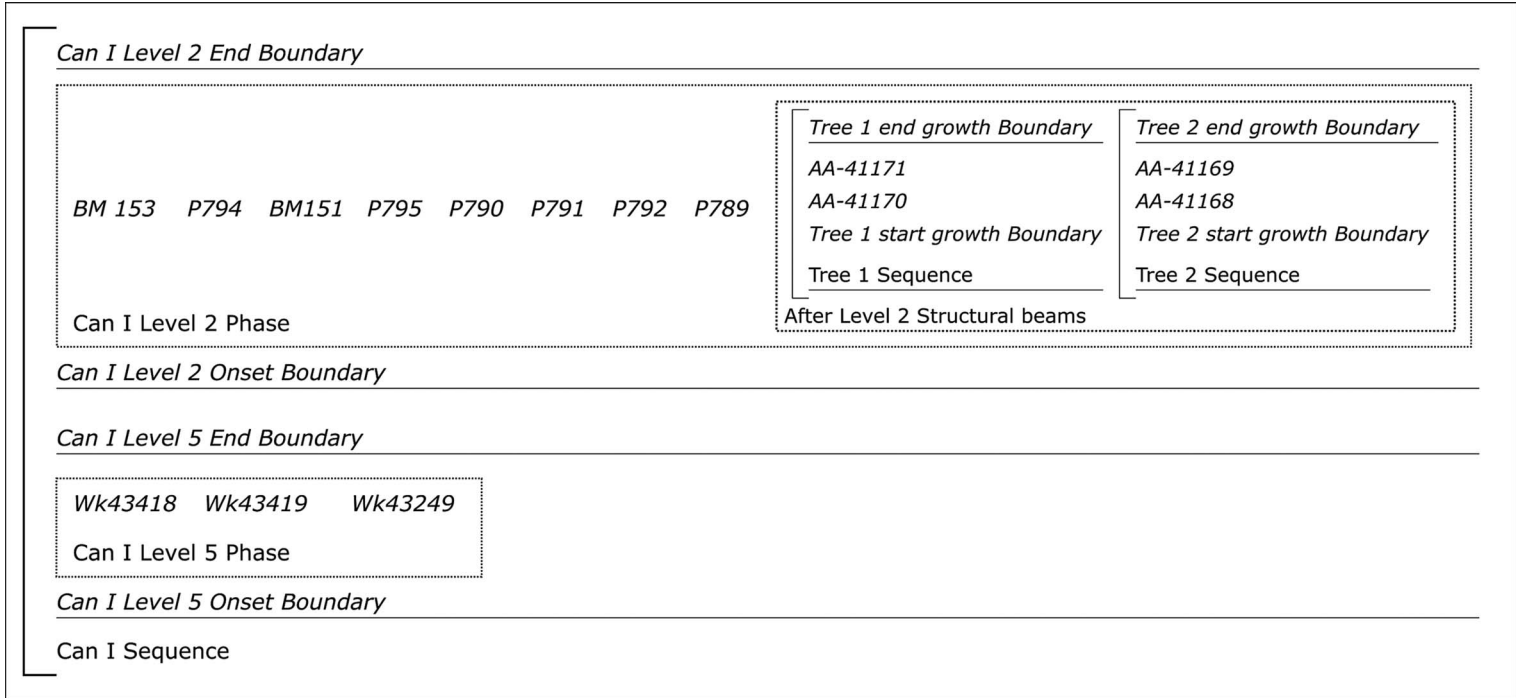 Can I Level 2 End Boundary
Tree 1 end growth Boundary
AA-41171
AA-41170
Tree 1 start growth Boundary
Tree 1 Sequence
Tree 2 end growth Boundary
AA-41169
AA-41168
Tree 2 start growth Boundary
Tree 2 Sequence
BM 153 P794 BM151 P795 P790 P791 P792 P789
After Level 2 Structural beams
Can I Level 2 Phase
Can I Level 2 Onset Boundary
Can I Level 5 End Boundary
Wk43418 Wk43419 Wk43249
Can I Level 5 Phase
Can I Level 5 Onset Boundary
Can I Sequence